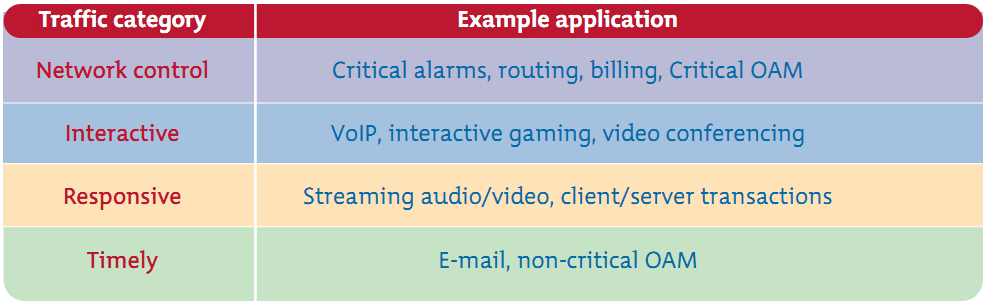 Traffic category Example application
Network control Critical alarms, routing, billing, Critical OAM
Interactive VoIP, interactive gaming, video conferencing
Responsive Streaming audio/video, client/server transactions
Timely E-mail, non-critical OAM